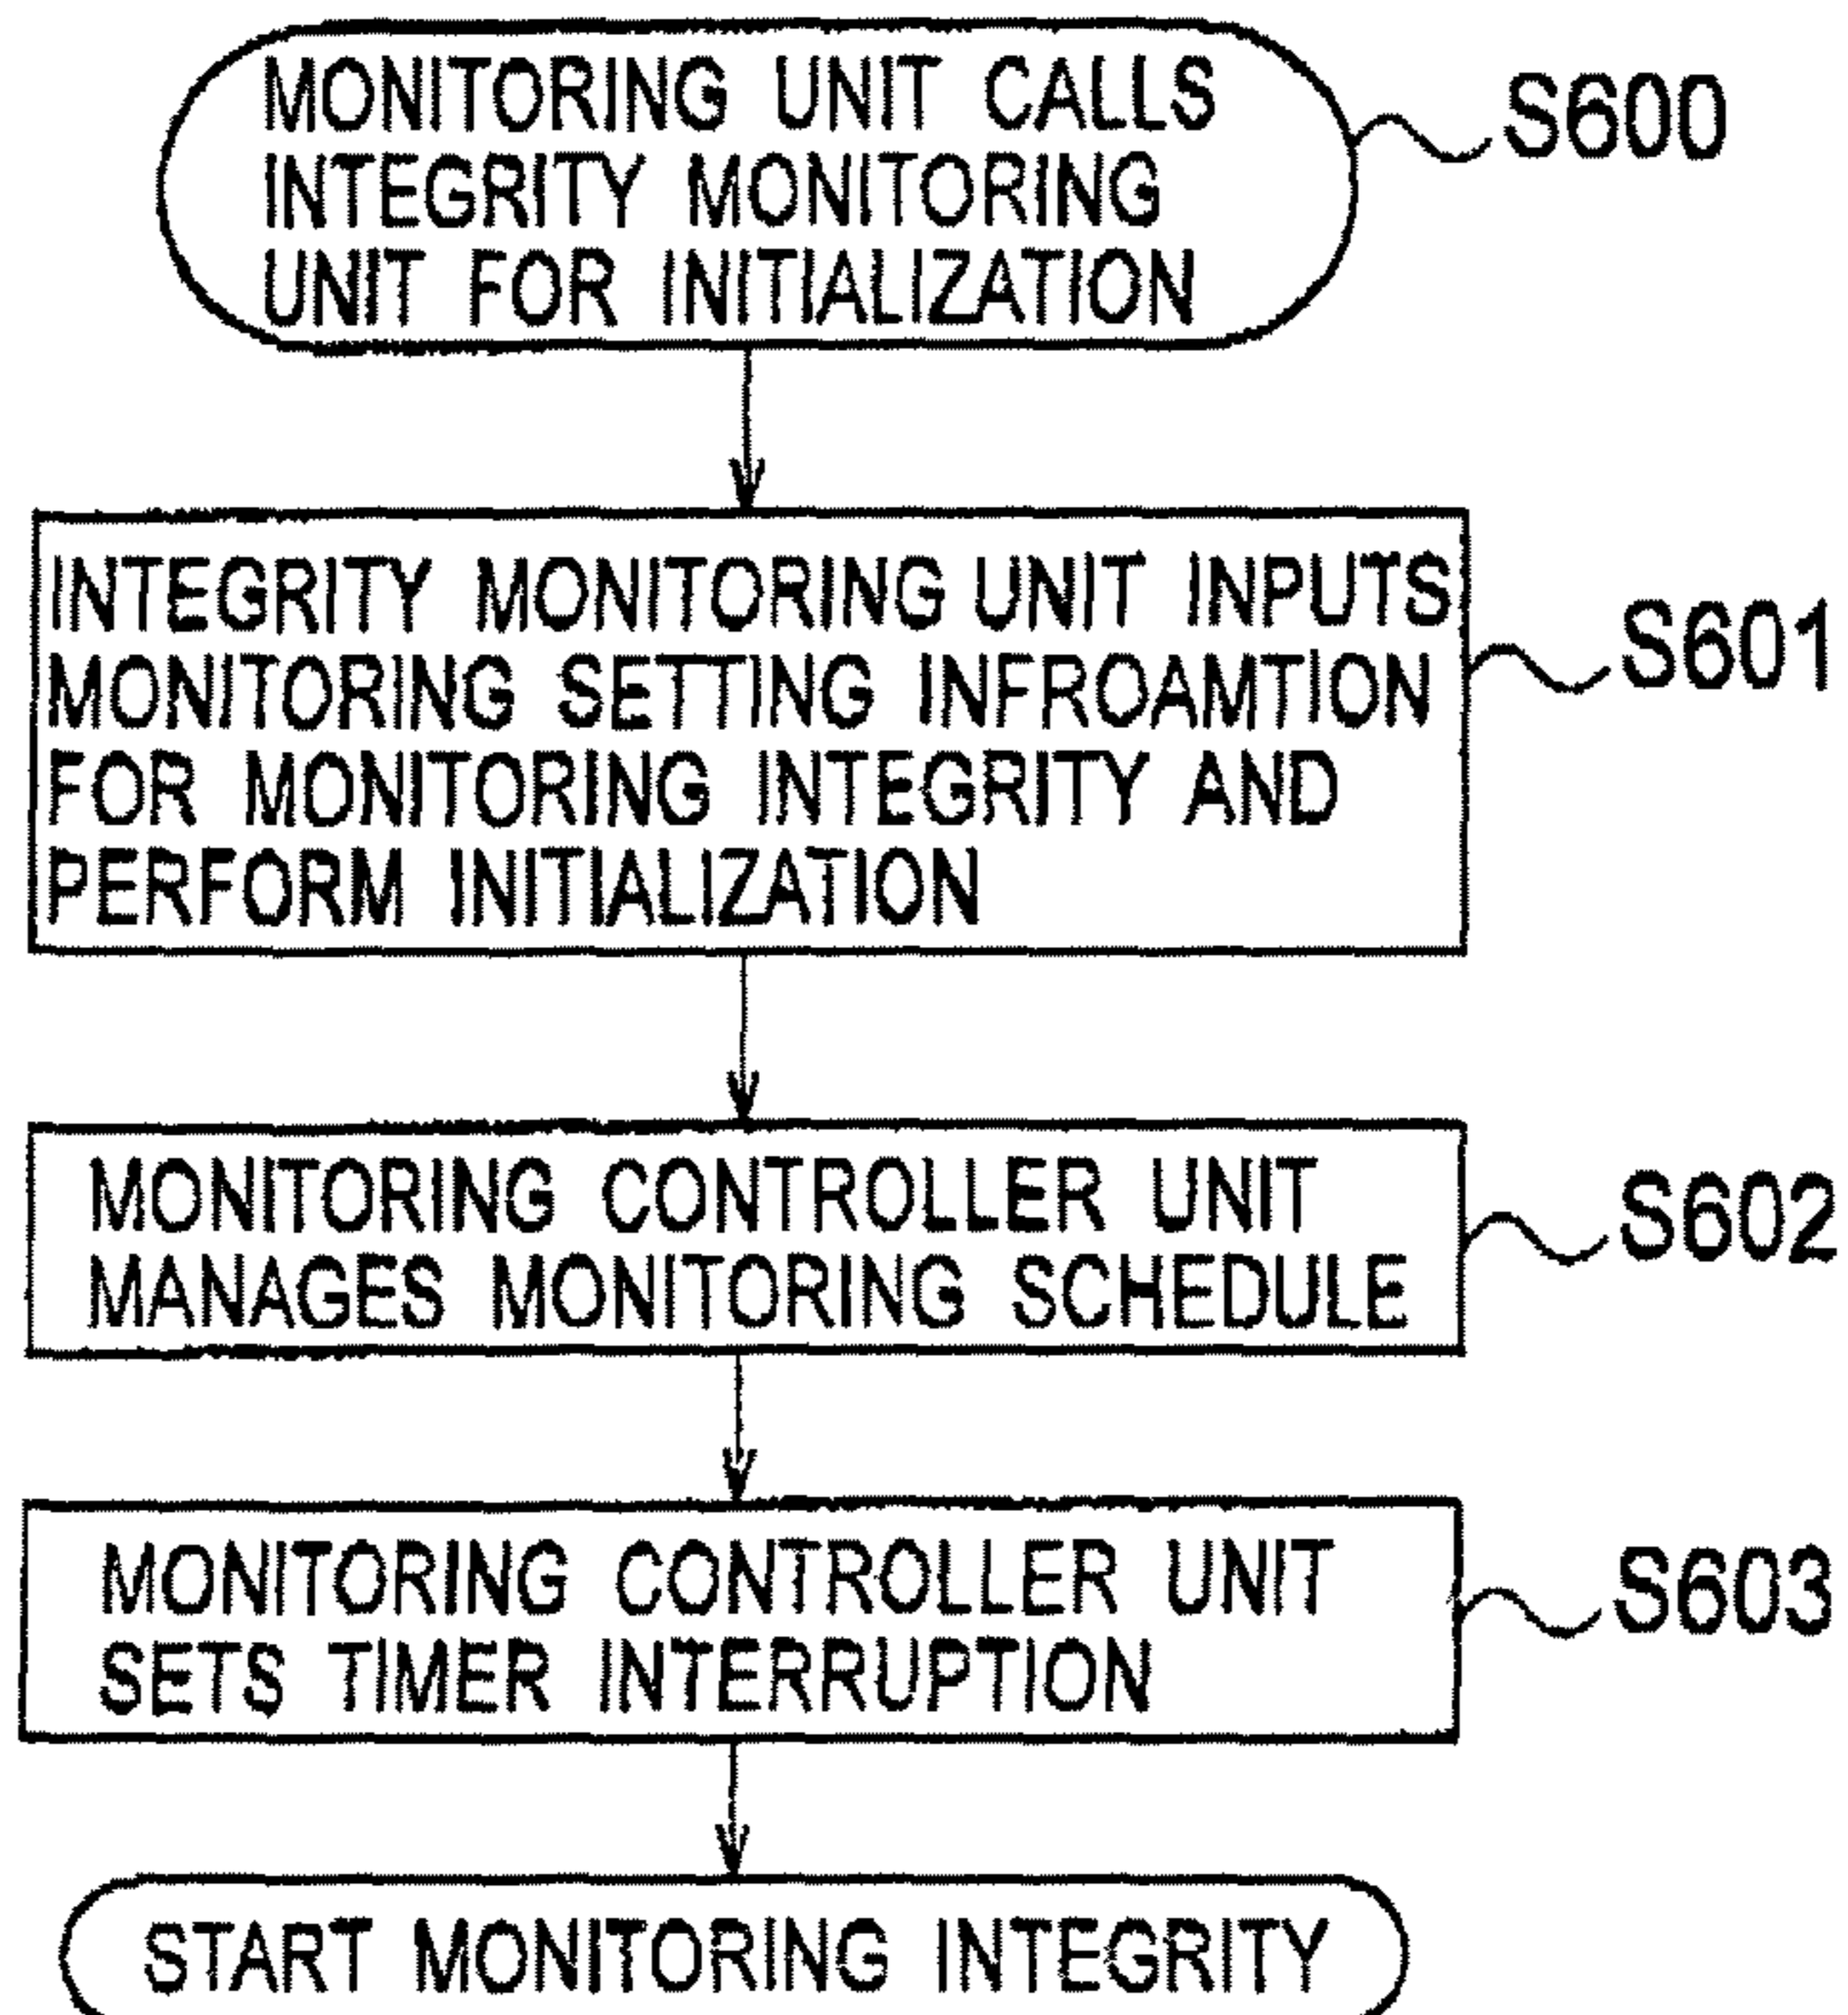 MONITORING UNIT CALLS
INTEGRITY MONITORING
UNIT FOR INITIALIZATION
S600
INTEGRITY MONITORING UNIT INPUTS
MONITORING SETTING INFROAMTION
FOR MONITORING INTEGRITY AND
PERFORM INITIALIZATION
S601
MONITORING CONTROLLER UNIT
MANAGES MONITORING SCHEDULE
S602
MONITORING CONTROLLER UNIT
SETS TIMER INTERRUPTION
S603
START MONITORING INTEGRITY